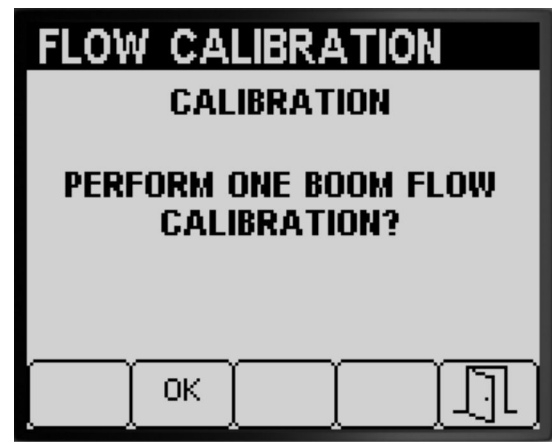 FLOW CALIBRATION
CALIBRATION
PERFORM ONE BOOM FLOW
CALIBRATION?
OK